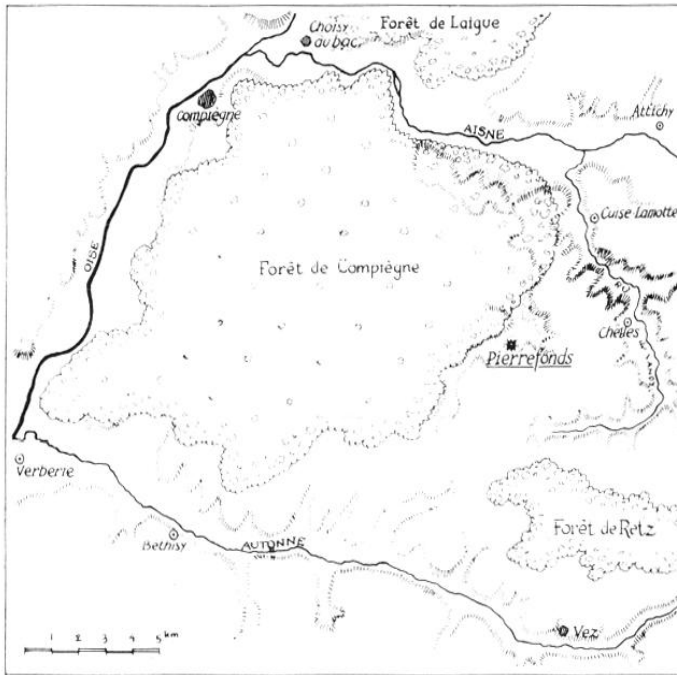 Choisy
au bac.
Forêt de Laigue
Compiègne
AISNE
Attichy
Cuise Lamotte
OISE
Forêt de Compiègne
RU
Chelles
Pierrefonds
Verberie
Bethisy
AUTONNE
Forêt de Retz
Vez
1 2 3 4 5 km